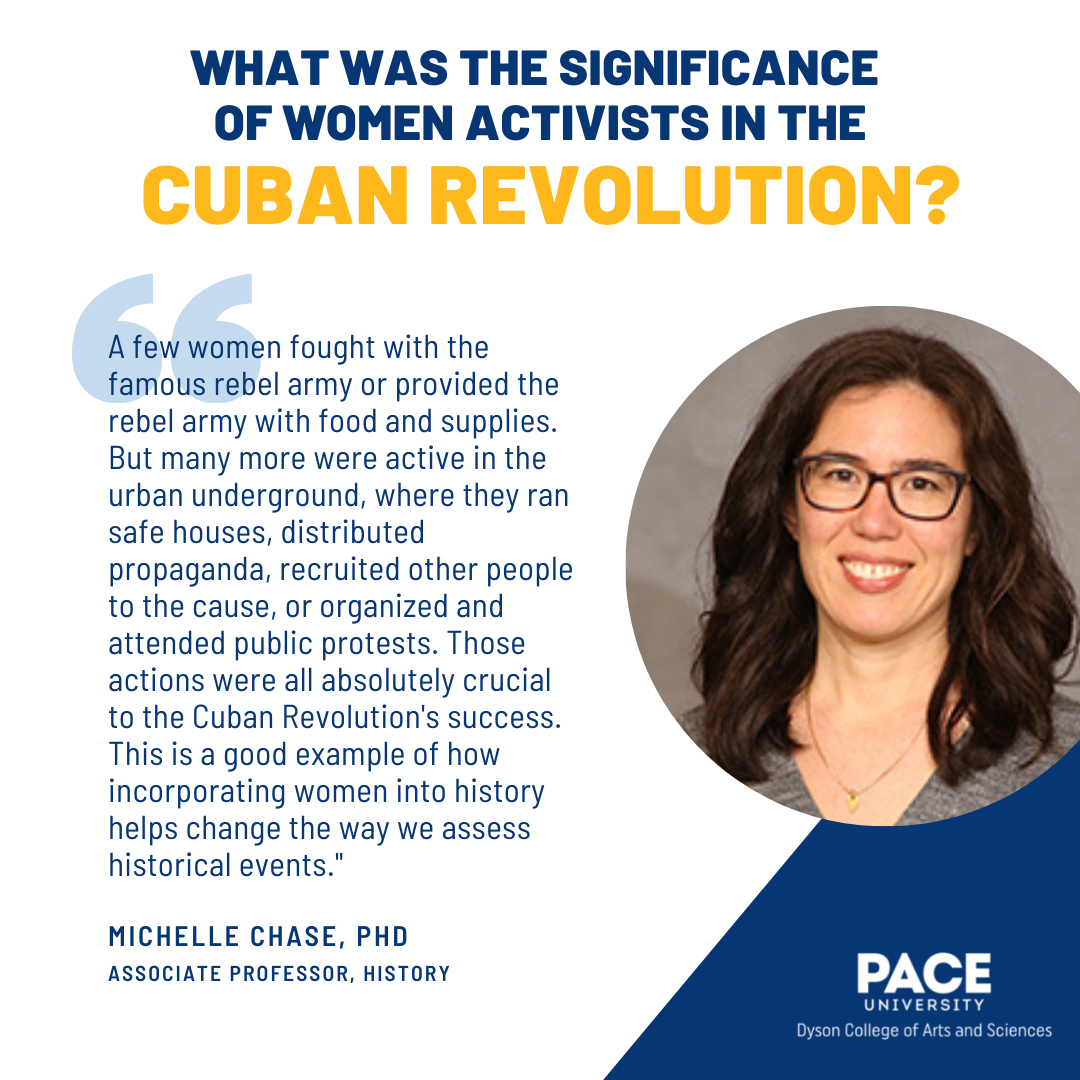 WHAT WAS THE SIGNIFICANCE
OF WOMEN ACTIVISTS IN THE
CUBAN REVOLUTION?
“
A few women fought with the
famous rebel army or provided the
rebel army with food and supplies.
But many more were active in the
urban underground, where they ran
safe houses, distributed
propaganda, recruited other people
to the cause, or organized and
attended public protests. Those
actions were all absolutely crucial
to the Cuban Revolution's success.
This is a good example of how
incorporating women into history
helps change the way we assess
historical events."
MICHELLE CHASE, PHD
ASSOCIATE PROFESSOR, HISTORY
PACE
UNIVERSITY
Dyson College of Arts and Sciences